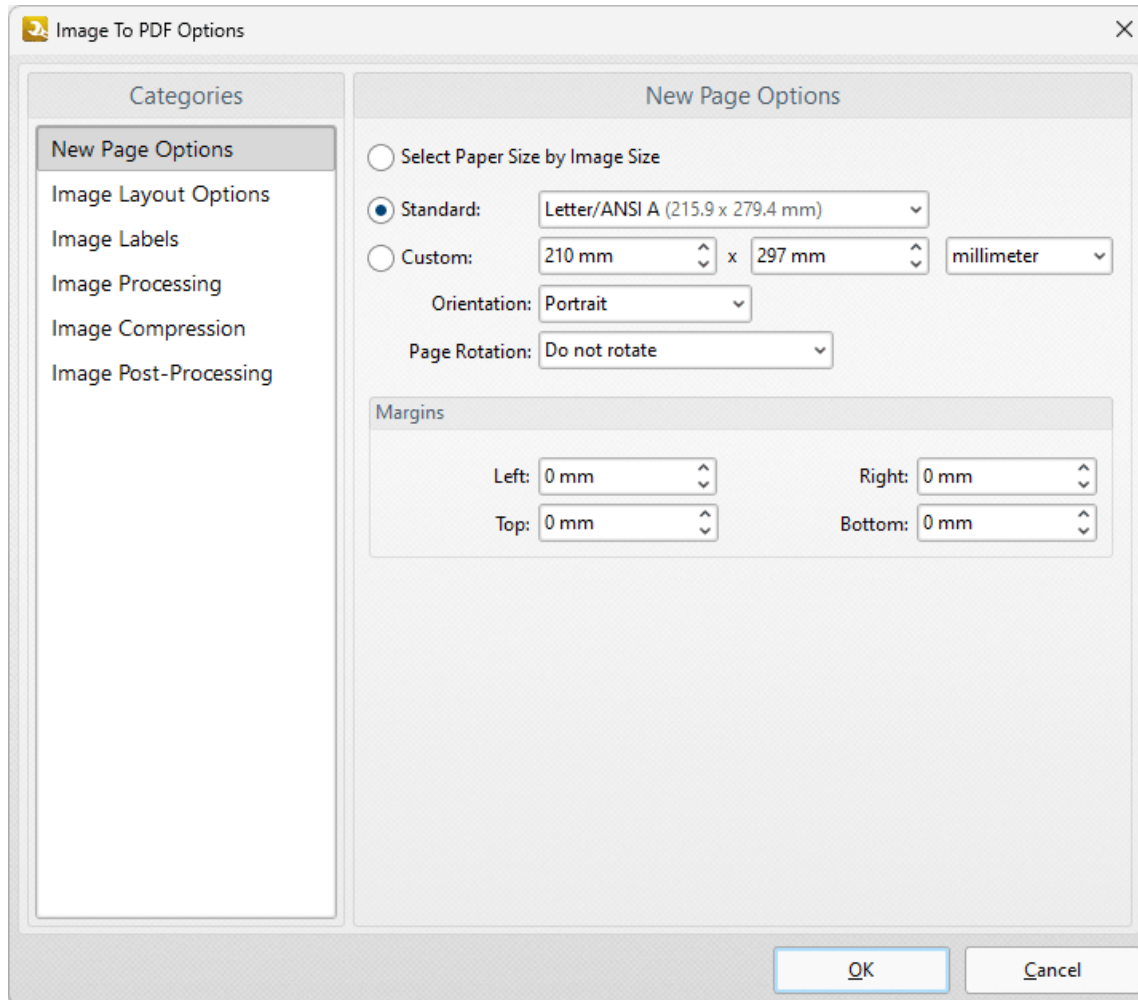 Image To PDF Options
Categories
New Page Options
Image Layout Options
Image Labels
Image Processing
Image Compression
Image Post-Processing
New Page Options
Select Paper Size by Image Size
Standard: Letter/ANSI A (215.9 x 279.4 mm)
Custom: 210 mm x 297 mm millimeter
Orientation: Portrait
Page Rotation: Do not rotate
Margins
Left: 0 mm Right: 0 mm
Top: 0 mm Bottom: 0 mm
OK Cancel